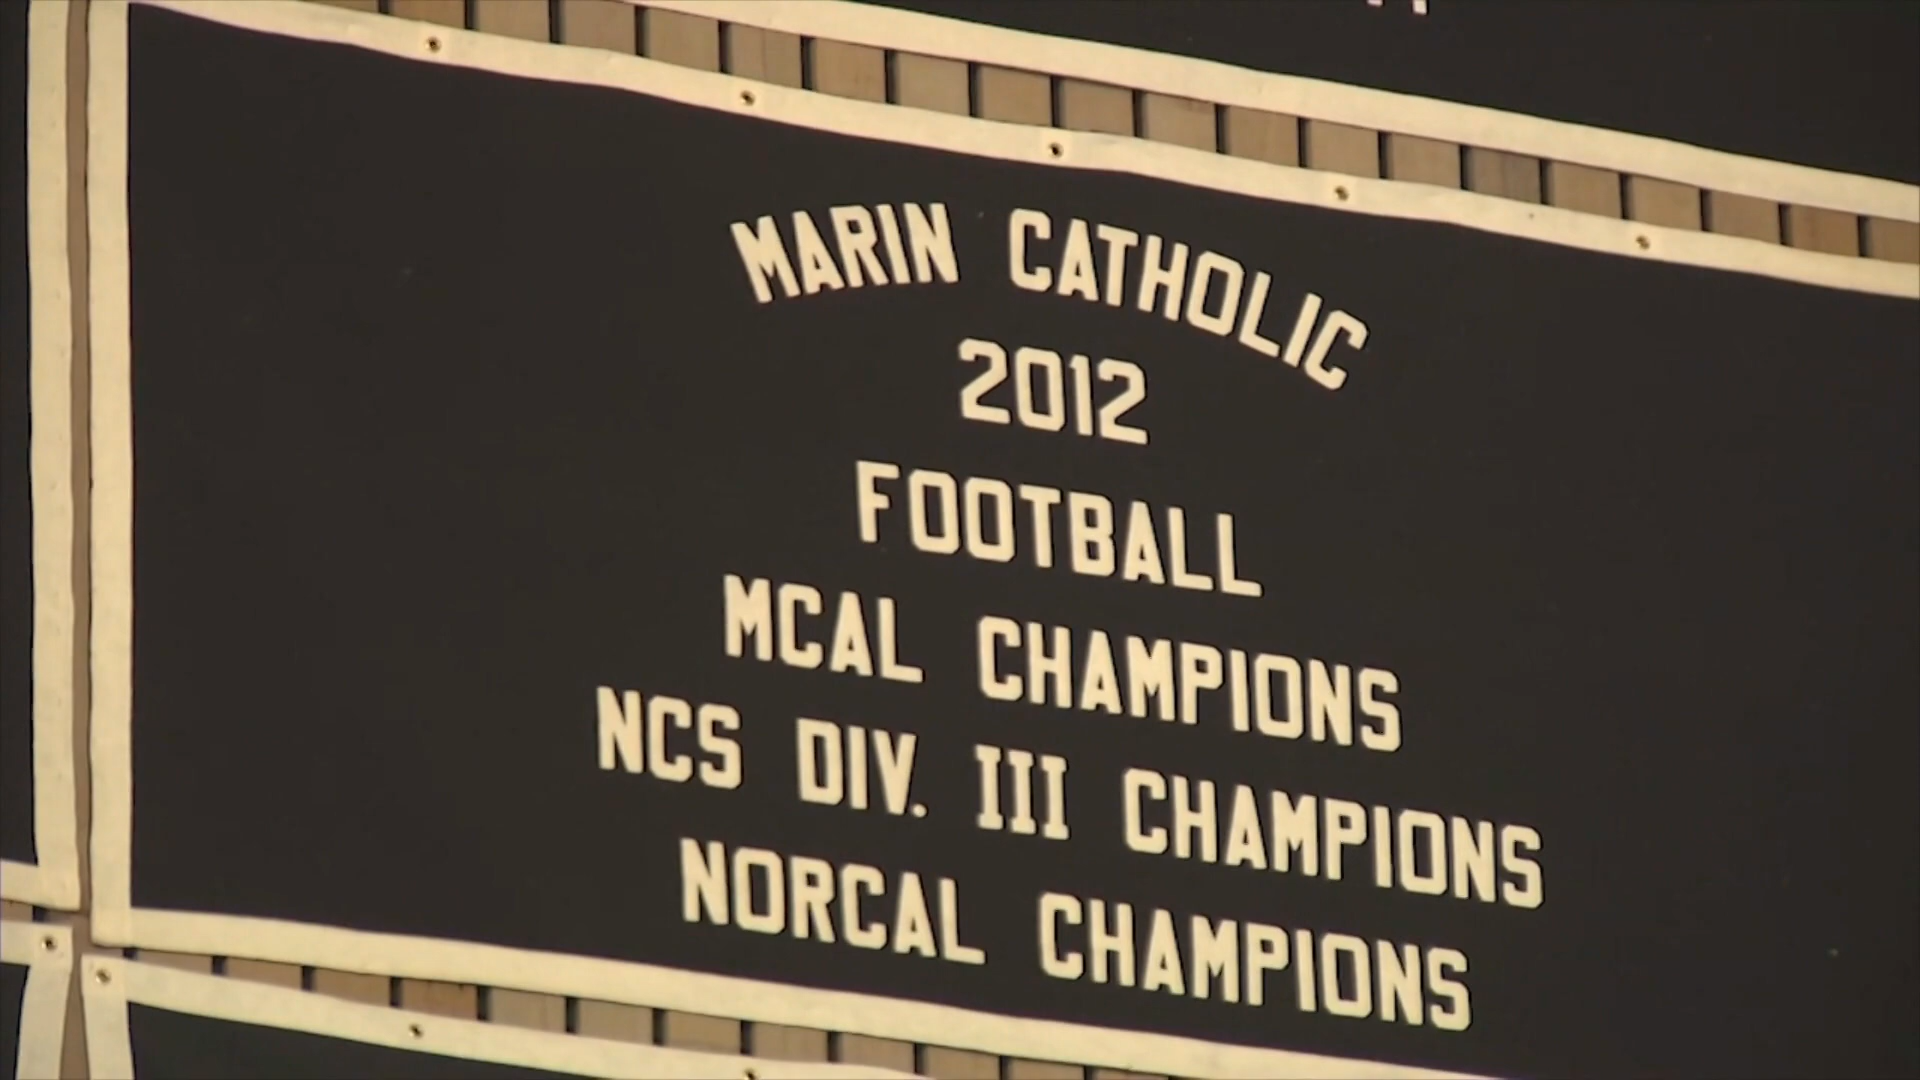 MARIN CATHOLIC
2012
FOOTBALL
MCAL CHAMPIONS
NCS DIV. III CHAMPIONS
NORCAL CHAMPIONS